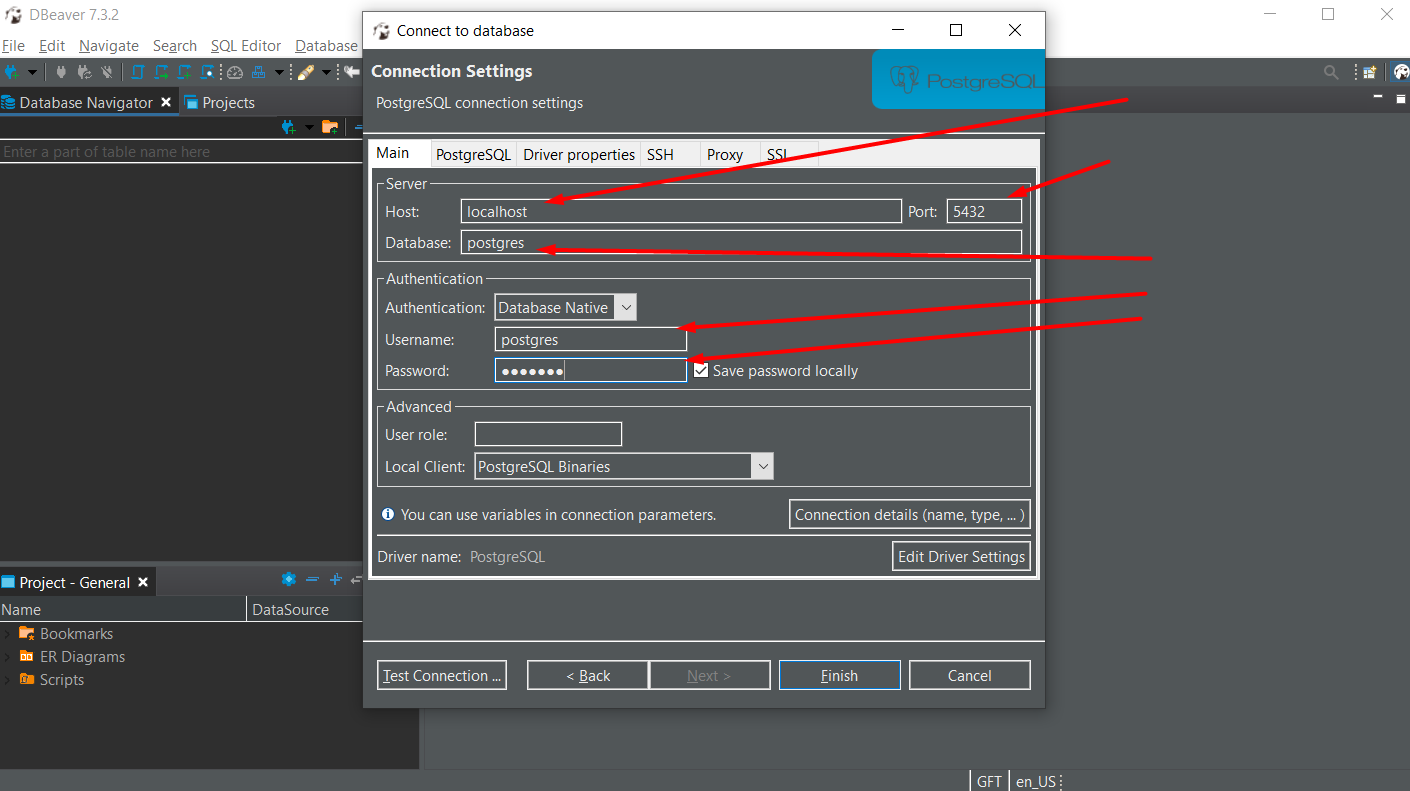 DBeaver 7.3.2
File Edit Navigate Search SQL Editor Database
Database Navigator Projects
Enter a part of table name here
Connect to database
Connection Settings
PostgreSQL connection settings
PostgreSQL
Main PostgreSQL Driver properties SSH Proxy SSL
Server
Host: localhost Port: 5432
Database: postgres
Authentication
Authentication: Database Native
Username: postgres
Password: ●●●●●●● Save password locally
Advanced
User role:
Local Client: PostgreSQL Binaries
You can use variables in connection parameters. Connection details (name, type, ... )
Driver name: PostgreSQL Edit Driver Settings
Test Connection ... < Back Next > Finish Cancel
Project - General
Name DataSource
Bookmarks
ER Diagrams
Scripts
GFT en_US